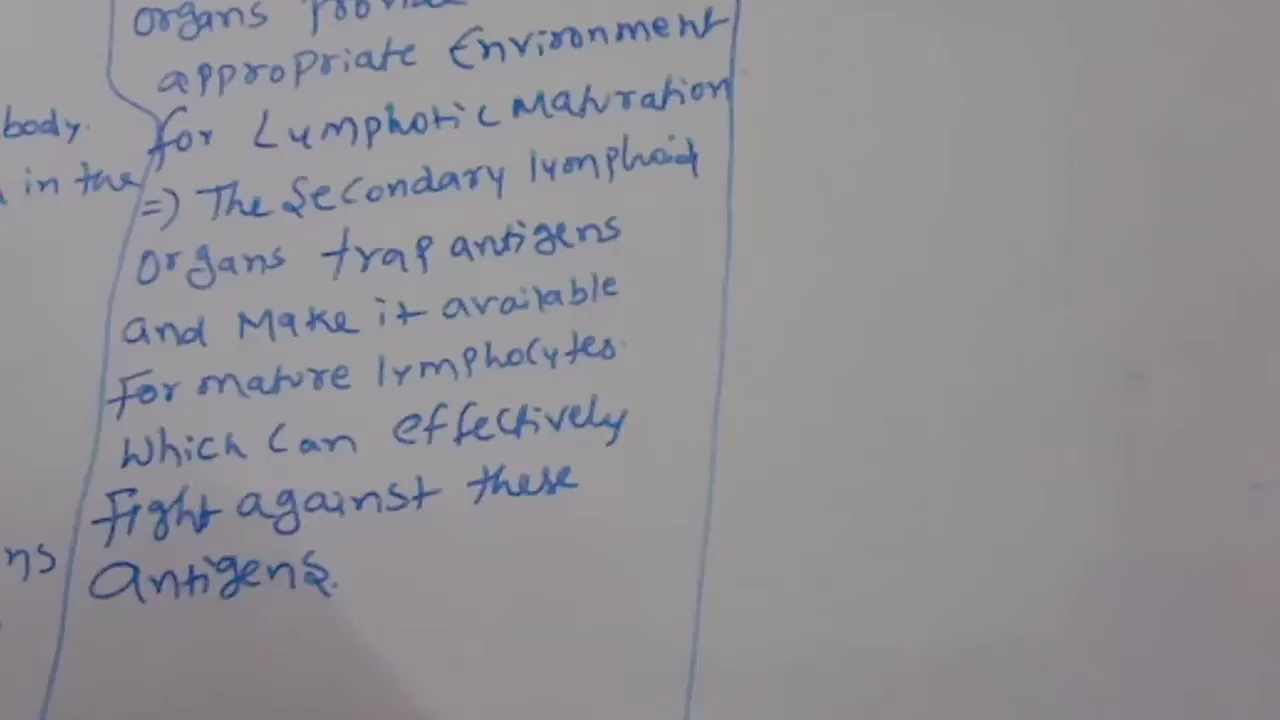 organs
appropriate Environment
body. for Lymphotic Maturation
in the => The Secondary lymphoid
organs trap antigens
and Make it available
for mature lymphocytes.
Which can effectively
Fight against these
ns Antigens.